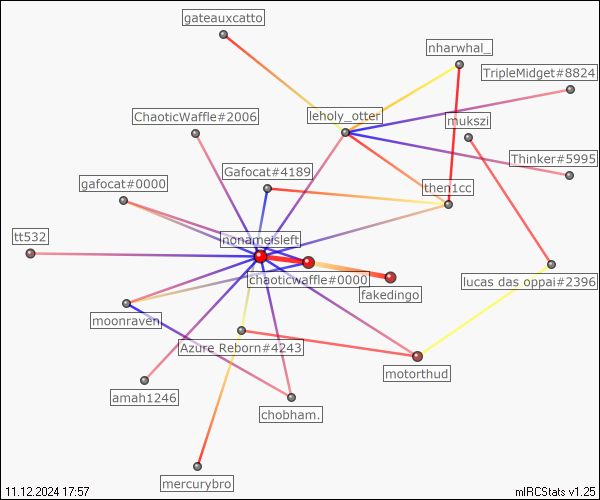 gateauxcatto
nharwhal_
TripleMidget#8824
ChaoticWaffle#2006
leholy_otter
mukszi
Thinker#5995
Gafocat#4189
gafocat#0000
then1cc
tt532
nonameisleft
chaoticwaffle#0000
lucas das oppai#2396
fakedingo
moonraven
Azure Reborn#4243
motorthud
amah1246
chobham.
mercurybro
11.12.2024 17:57
mIRCStats v1.25